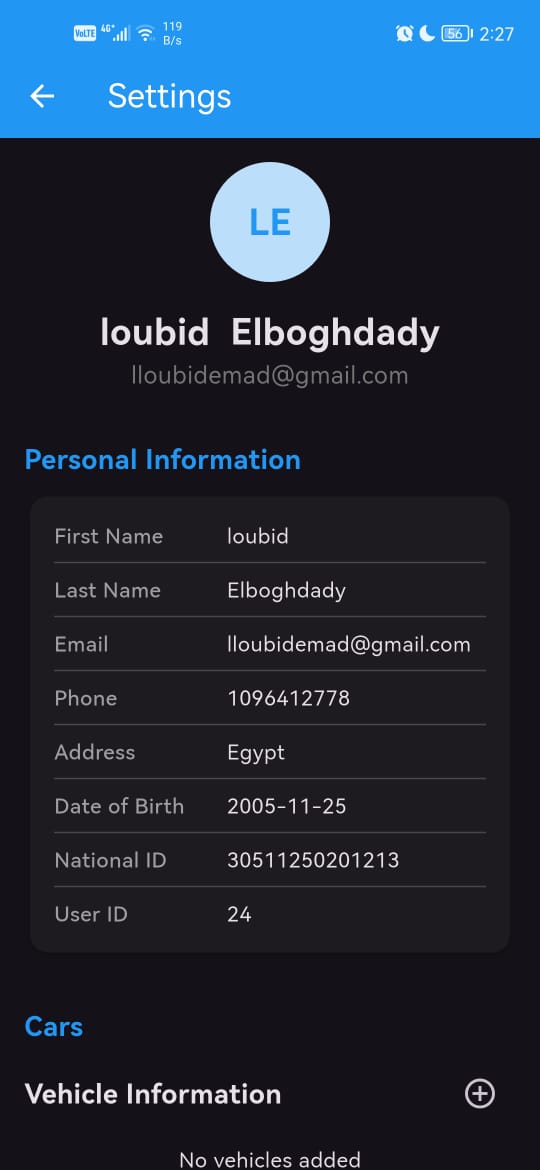 VoLTE 4G+ 119 B/s 56 2:27
Settings
LE
loubid Elboghdady
lloubidemad@gmail.com
Personal Information
First Name loubid
Last Name Elboghdady
Email lloubidemad@gmail.com
Phone 1096412778
Address Egypt
Date of Birth 2005-11-25
National ID 30511250201213
User ID 24
Cars
Vehicle Information
No vehicles added